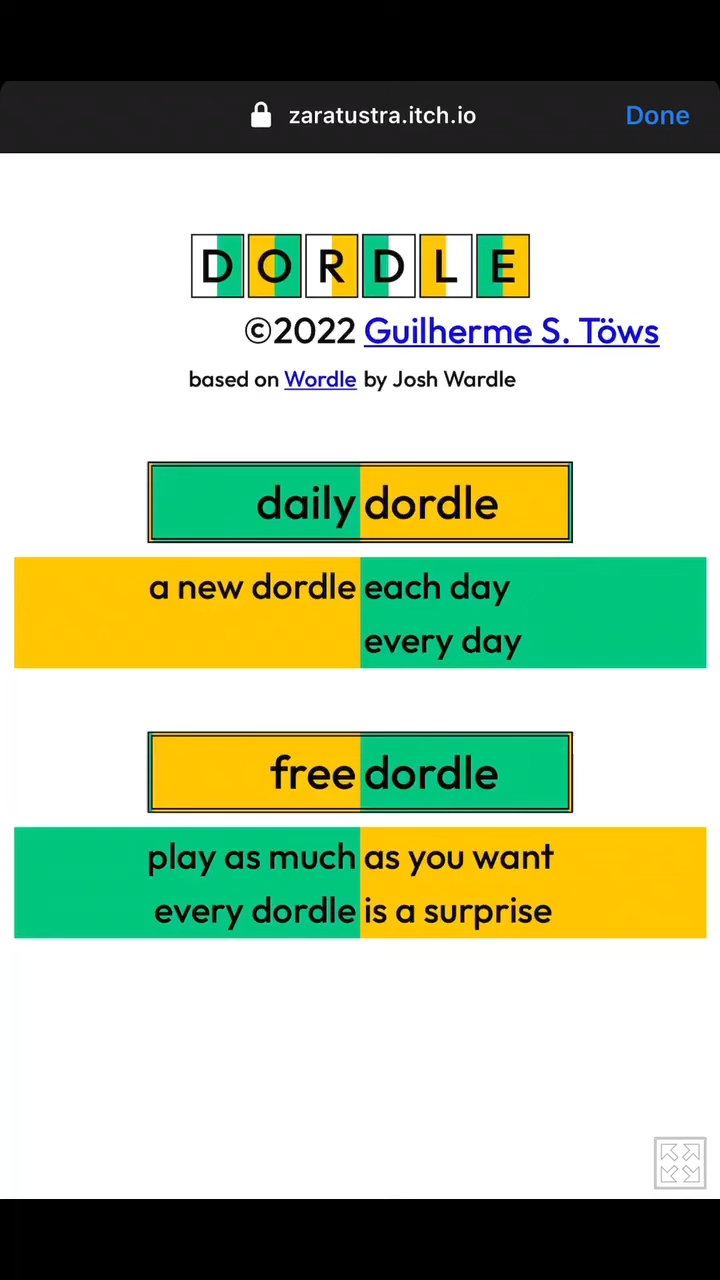 zaratustra.itch.io
Done
DORDLE
©2022 Guilherme S. Töws
based on Wordle by Josh Wardle
daily dordle
a new dordle each day
every day
free dordle
play as much as you want
every dordle is a surprise